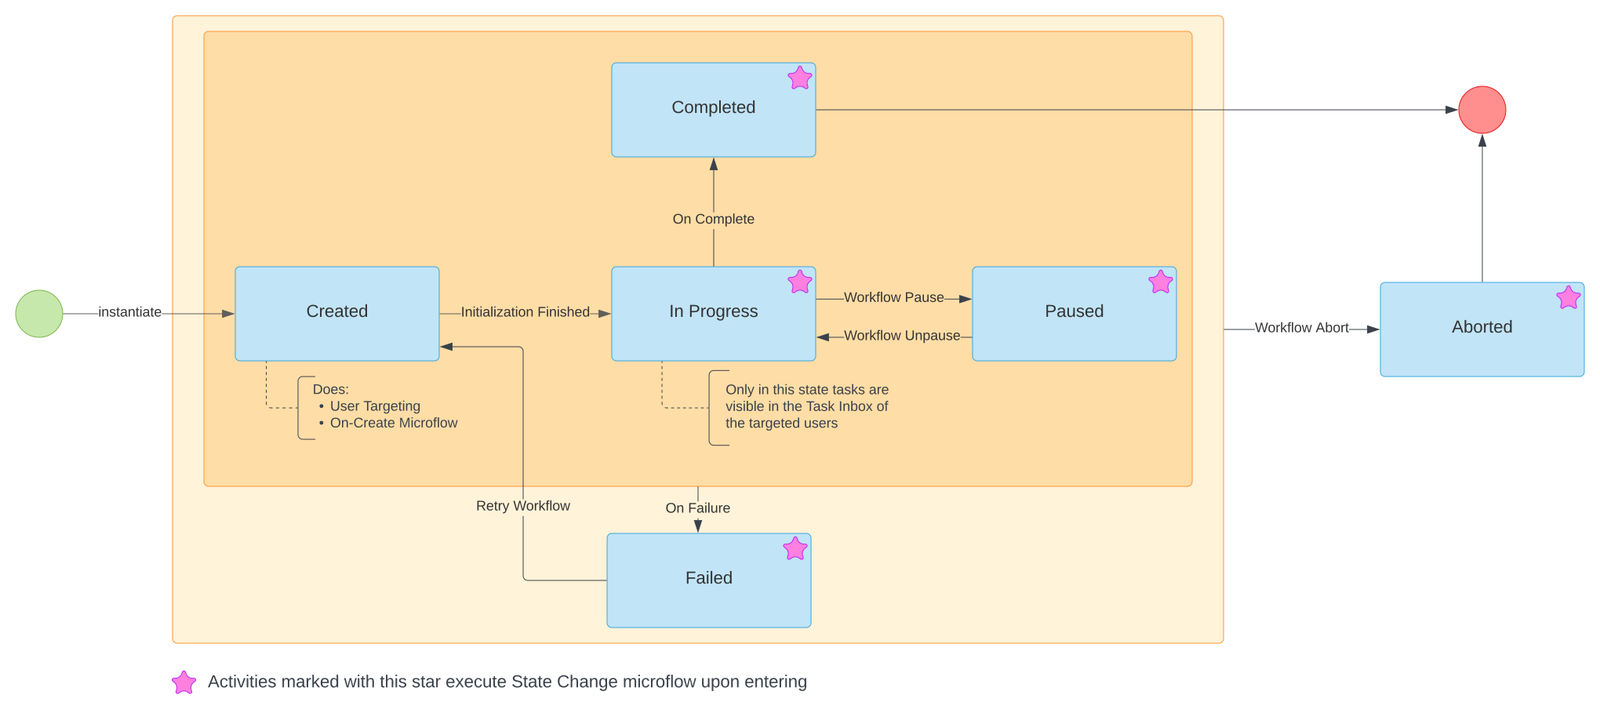 Completed
On Complete
instantiate
Created
Initialization Finished
In Progress
Workflow Pause
Workflow Unpause
Paused
Workflow Abort
Aborted
Does:
• User Targeting
• On-Create Microflow
Only in this state tasks are
visible in the Task Inbox of
the targeted users
Retry Workflow
On Failure
Failed
Activities marked with this star execute State Change microflow upon entering